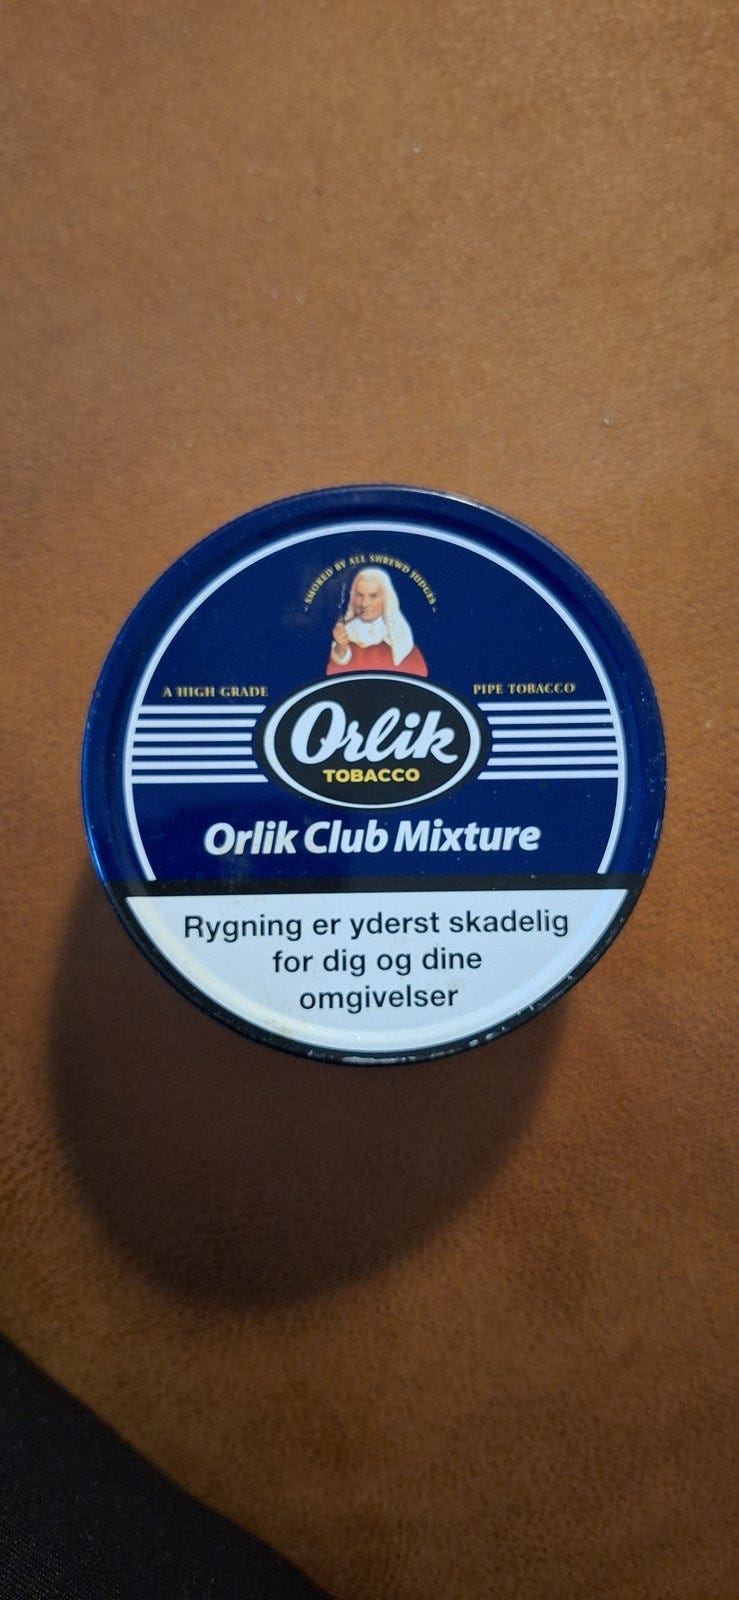 - SMOKED BY ALL SHREWD JUDGES -
A HIGH GRADE
PIPE TOBACCO
Orlik
TOBACCO
Orlik Club Mixture
Rygning er yderst skadelig
for dig og dine
omgivelser